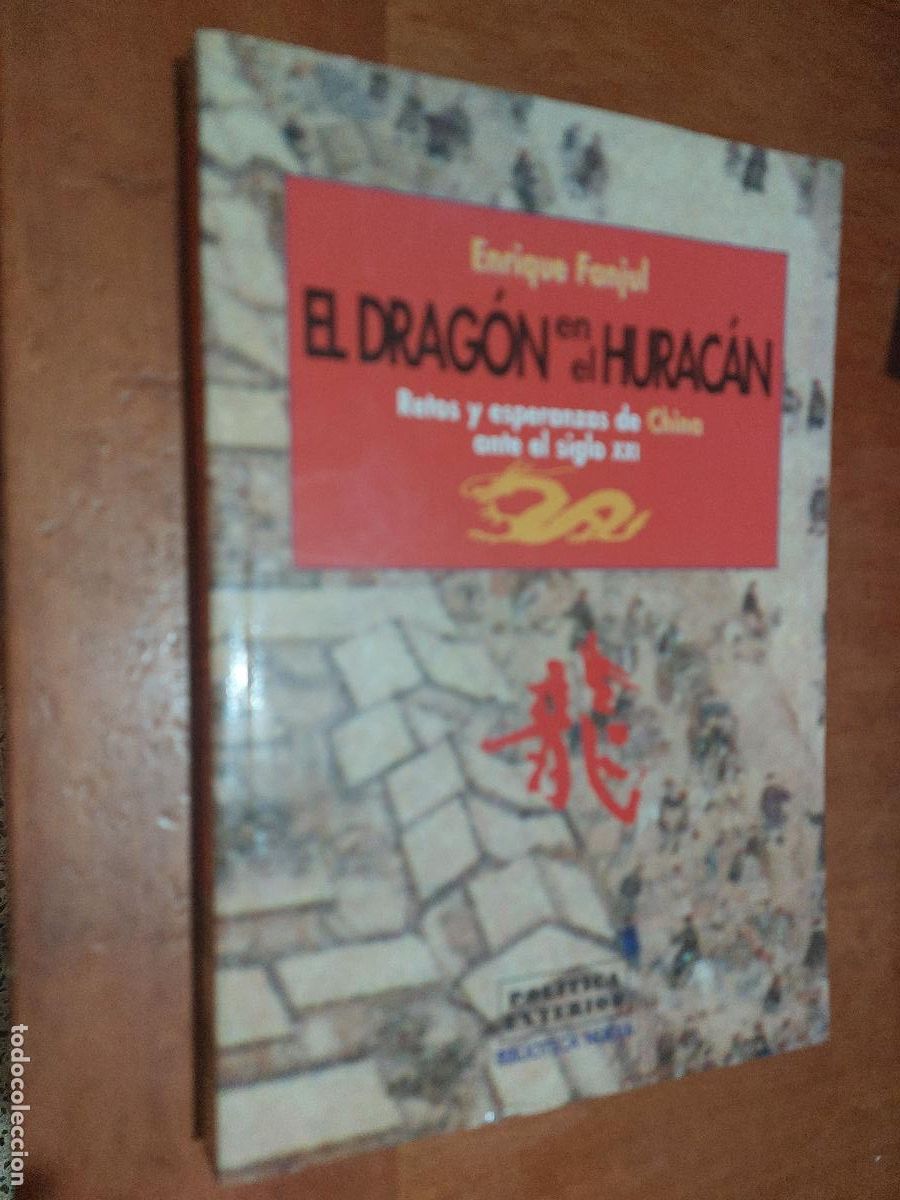 Enrique Fanjul
EL DRAGÓN en el HURACÁN
Retos y esperanzas de China
ante el siglo XXI
龍
POLÍTICA
EXTERIOR
BIBLIOTECA NUEVA
todocoleccion